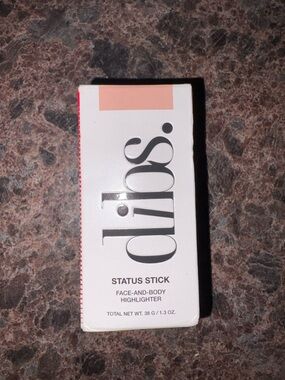 dibs.
STATUS STICK
FACE-AND-BODY
HIGHLIGHTER
TOTAL NET WT. 38 G / 1.3 OZ.